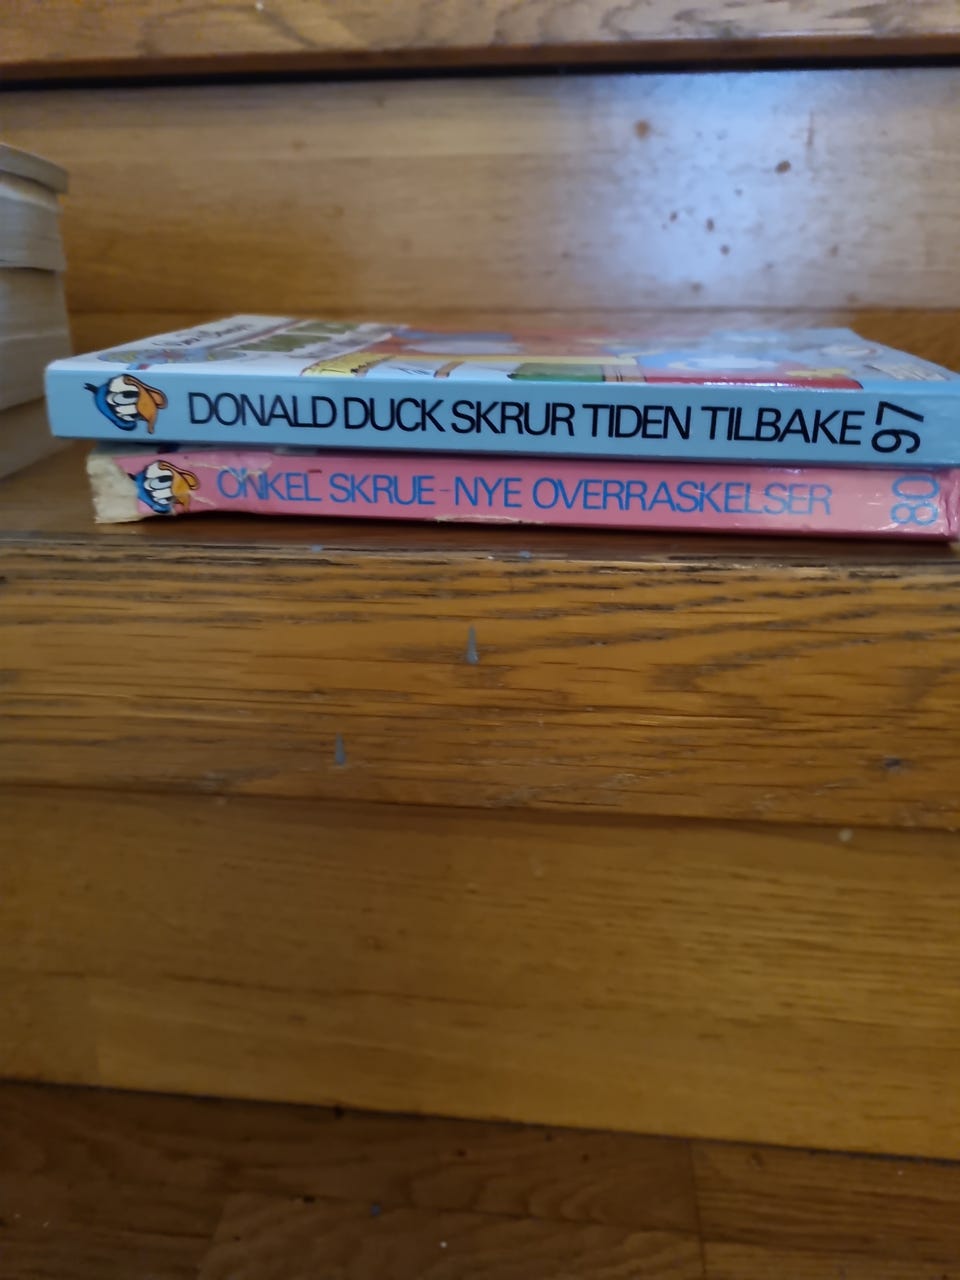 DONALD DUCK SKRUR TIDEN TILBAKE 97
ONKEL SKRUE - NYE OVERRASKELSER 80